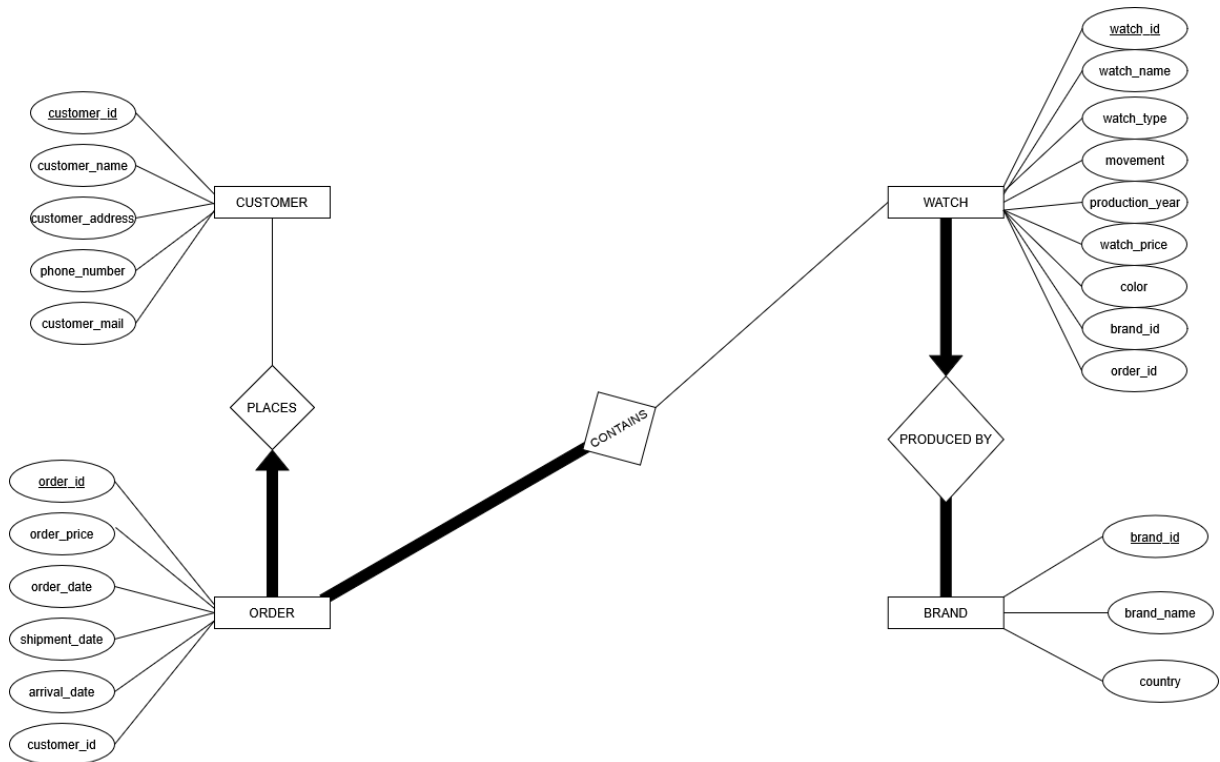 customer_id
customer_name
customer_address
phone_number
customer_mail
CUSTOMER
PLACES
order_id
order_price
order_date
shipment_date
arrival_date
customer_id
ORDER
CONTAINS
watch_id
watch_name
watch_type
movement
production_year
watch_price
color
brand_id
order_id
WATCH
PRODUCED BY
BRAND
brand_id
brand_name
country